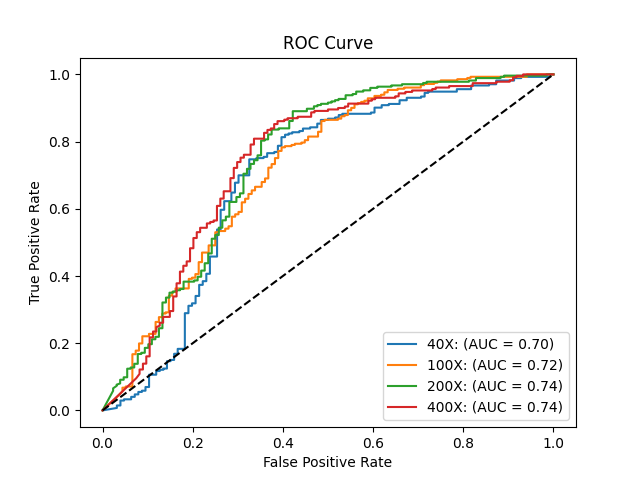 ROC Curve
True Positive Rate
1.0
0.8
0.6
0.4
0.2
0.0
40X: (AUC = 0.70)
100X: (AUC = 0.72)
200X: (AUC = 0.74)
400X: (AUC = 0.74)
0.0 0.2 0.4 0.6 0.8 1.0
False Positive Rate